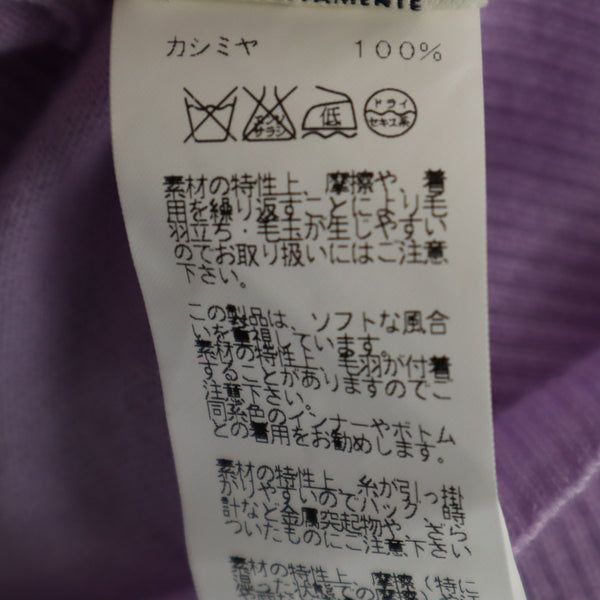 カシミヤ 100%
エンソ
サラシ
低
ドライ
セキユ系
素材の特性上、摩擦や、着
用を繰り返すことにより毛
羽立ち・毛玉が生じやすい
のでお取り扱いにはご注意
下さい。
この製品は、ソフトな風合
いを重視しています。
素材の特性上、毛羽が付着
することがありますのでご
注意下さい。
同系色のインナーやボトム
との着用をお勧めします。
素材の特性上、糸が引っ掛
かりやすいのでバッグ、時
計など金属突起物や、ざら
ついたものにご注意下さい
素材の特性上、摩擦(特に
湿った状態での摩擦)や